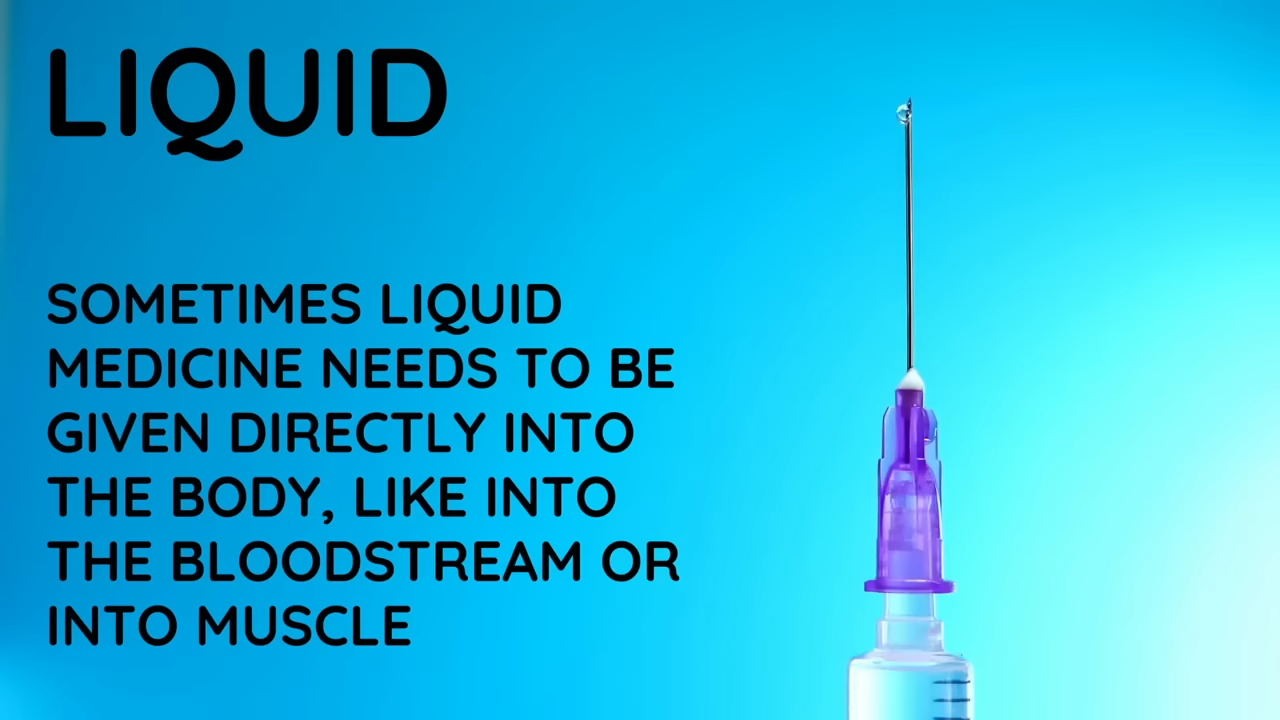 LIQUID
SOMETIMES LIQUID
MEDICINE NEEDS TO BE
GIVEN DIRECTLY INTO
THE BODY, LIKE INTO
THE BLOODSTREAM OR
INTO MUSCLE